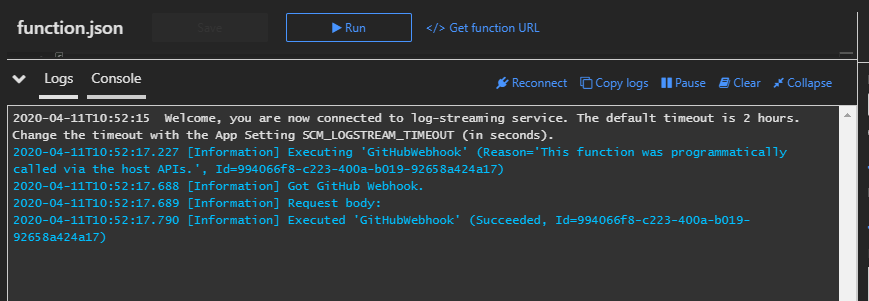 function.json Save ▶ Run </> Get function URL
Logs Console Reconnect Copy logs Pause Clear Collapse
2020-04-11T10:52:15  Welcome, you are now connected to log-streaming service. The default timeout is 2 hours.
Change the timeout with the App Setting SCM_LOGSTREAM_TIMEOUT (in seconds).
2020-04-11T10:52:17.227 [Information] Executing 'GitHubWebhook' (Reason='This function was programmatically
called via the host APIs.', Id=994066f8-c223-400a-b019-92658a424a17)
2020-04-11T10:52:17.688 [Information] Got GitHub Webhook.
2020-04-11T10:52:17.689 [Information] Request body:
2020-04-11T10:52:17.790 [Information] Executed 'GitHubWebhook' (Succeeded, Id=994066f8-c223-400a-b019-
92658a424a17)